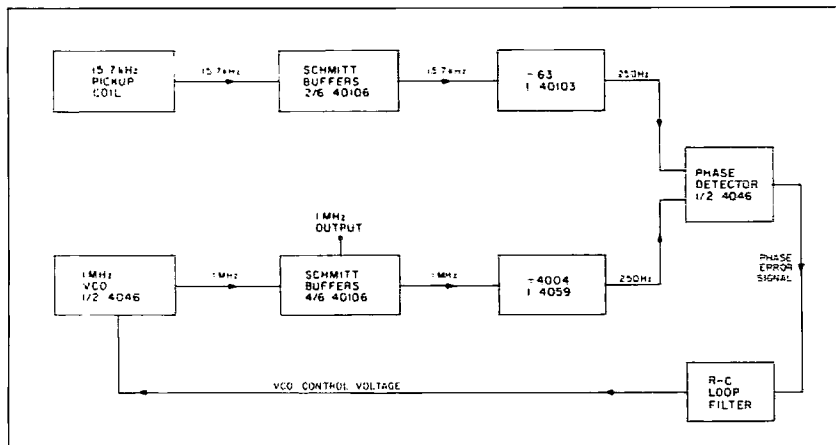 15.7kHz
PICKUP
COIL
15.7kHz
SCHMITT
BUFFERS
2/6 40106
15.7kHz
-63
1 40103
250Hz
PHASE
DETECTOR
1/2 4046
1MHz
OUTPUT
1MHz
VCO
1/2 4046
1MHz
SCHMITT
BUFFERS
4/6 40106
1MHz
÷4004
1 4059
250Hz
PHASE
ERROR
SIGNAL
VCO CONTROL VOLTAGE
R-C
LOOP
FILTER